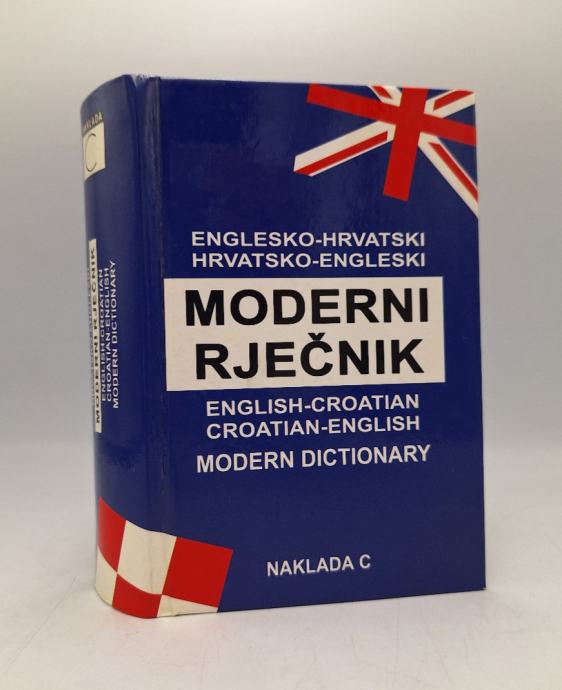 ENGLESKO-HRVATSKI
HRVATSKO-ENGLESKI
MODERNI
RJEČNIK
ENGLISH-CROATIAN
CROATIAN-ENGLISH
MODERN DICTIONARY
NAKLADA C
NAKLADA
C
MODERNI RJEČNIK
ENGLISH-CROATIAN
CROATIAN-ENGLISH
MODERN DICTIONARY